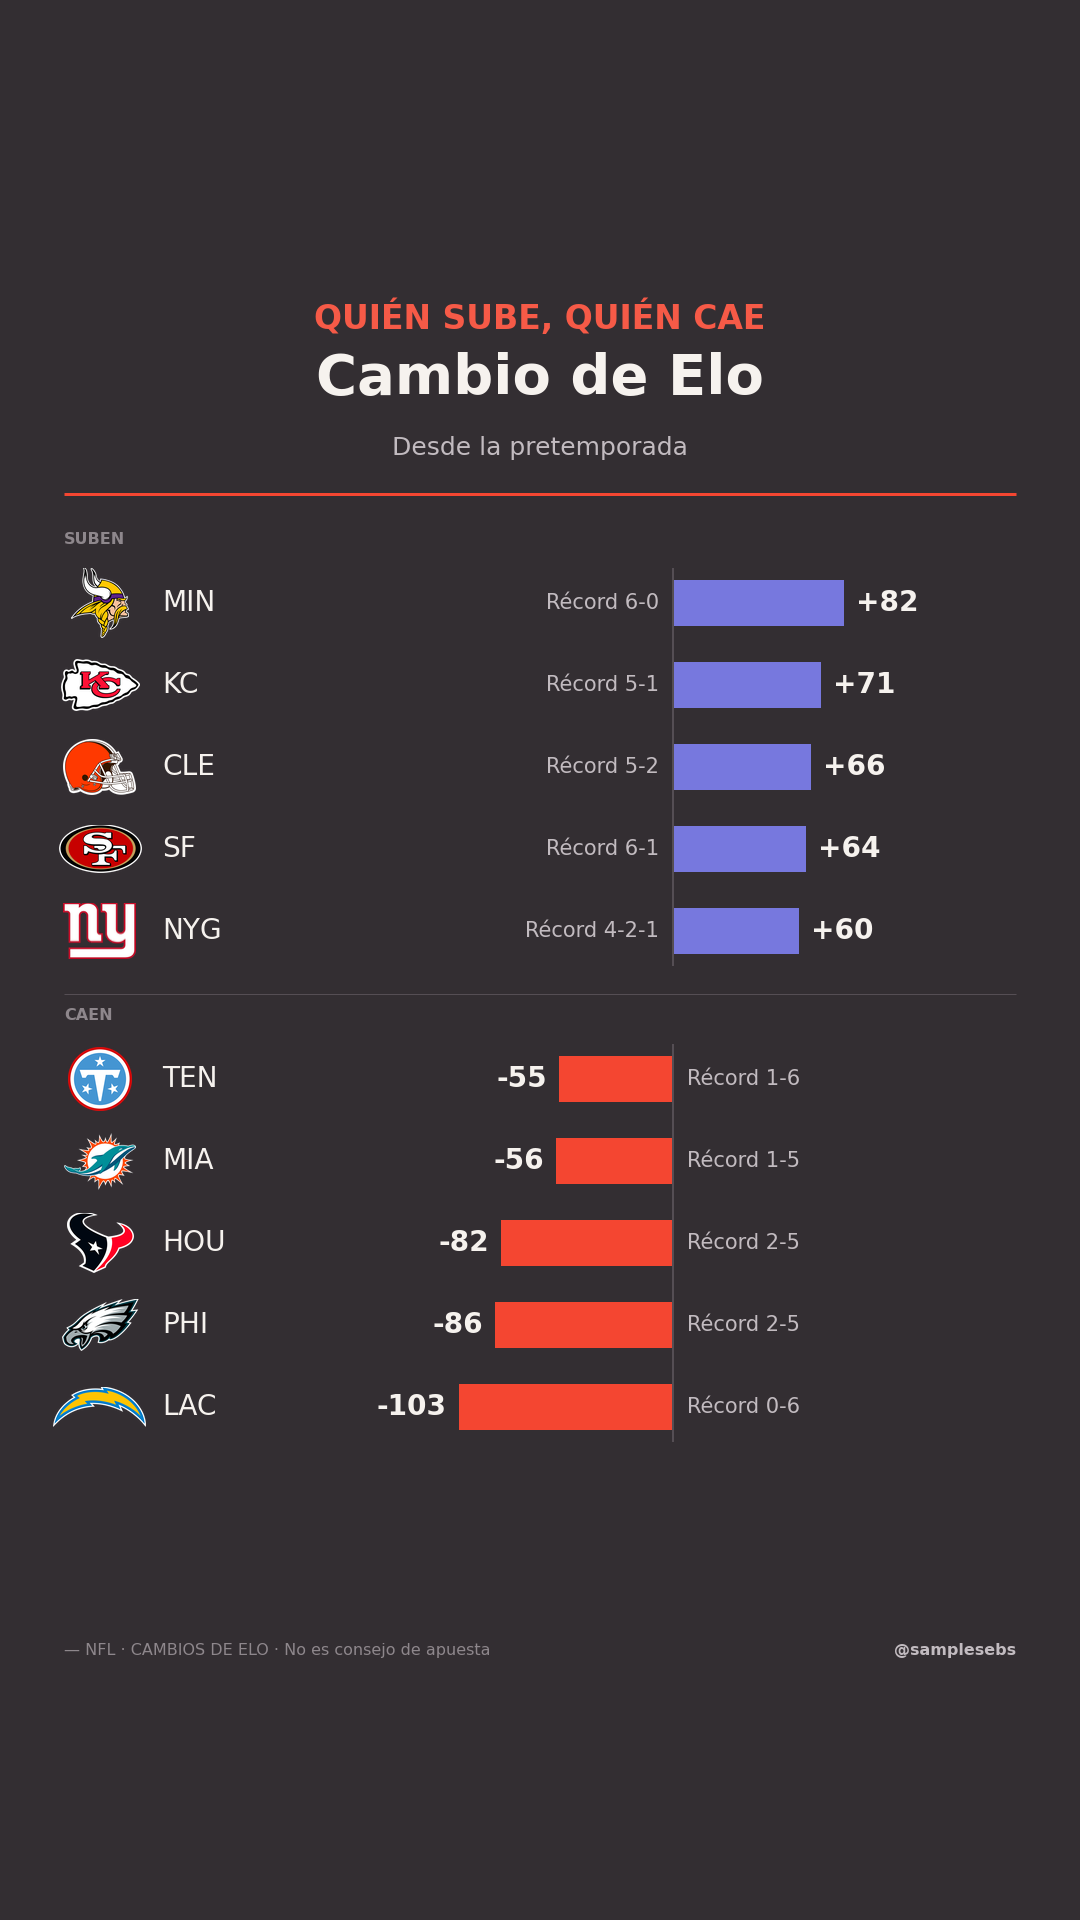 QUIÉN SUBE, QUIÉN CAE
Cambio de Elo
Desde la pretemporada
SUBEN
MIN Récord 6-0 +82
KC KC Récord 5-1 +71
CLE Récord 5-2 +66
SF SF Récord 6-1 +64
ny NYG Récord 4-2-1 +60
CAEN
T TEN -55 Récord 1-6
MIA -56 Récord 1-5
HOU -82 Récord 2-5
PHI -86 Récord 2-5
LAC -103 Récord 0-6
— NFL · CAMBIOS DE ELO · No es consejo de apuesta @samplesebs